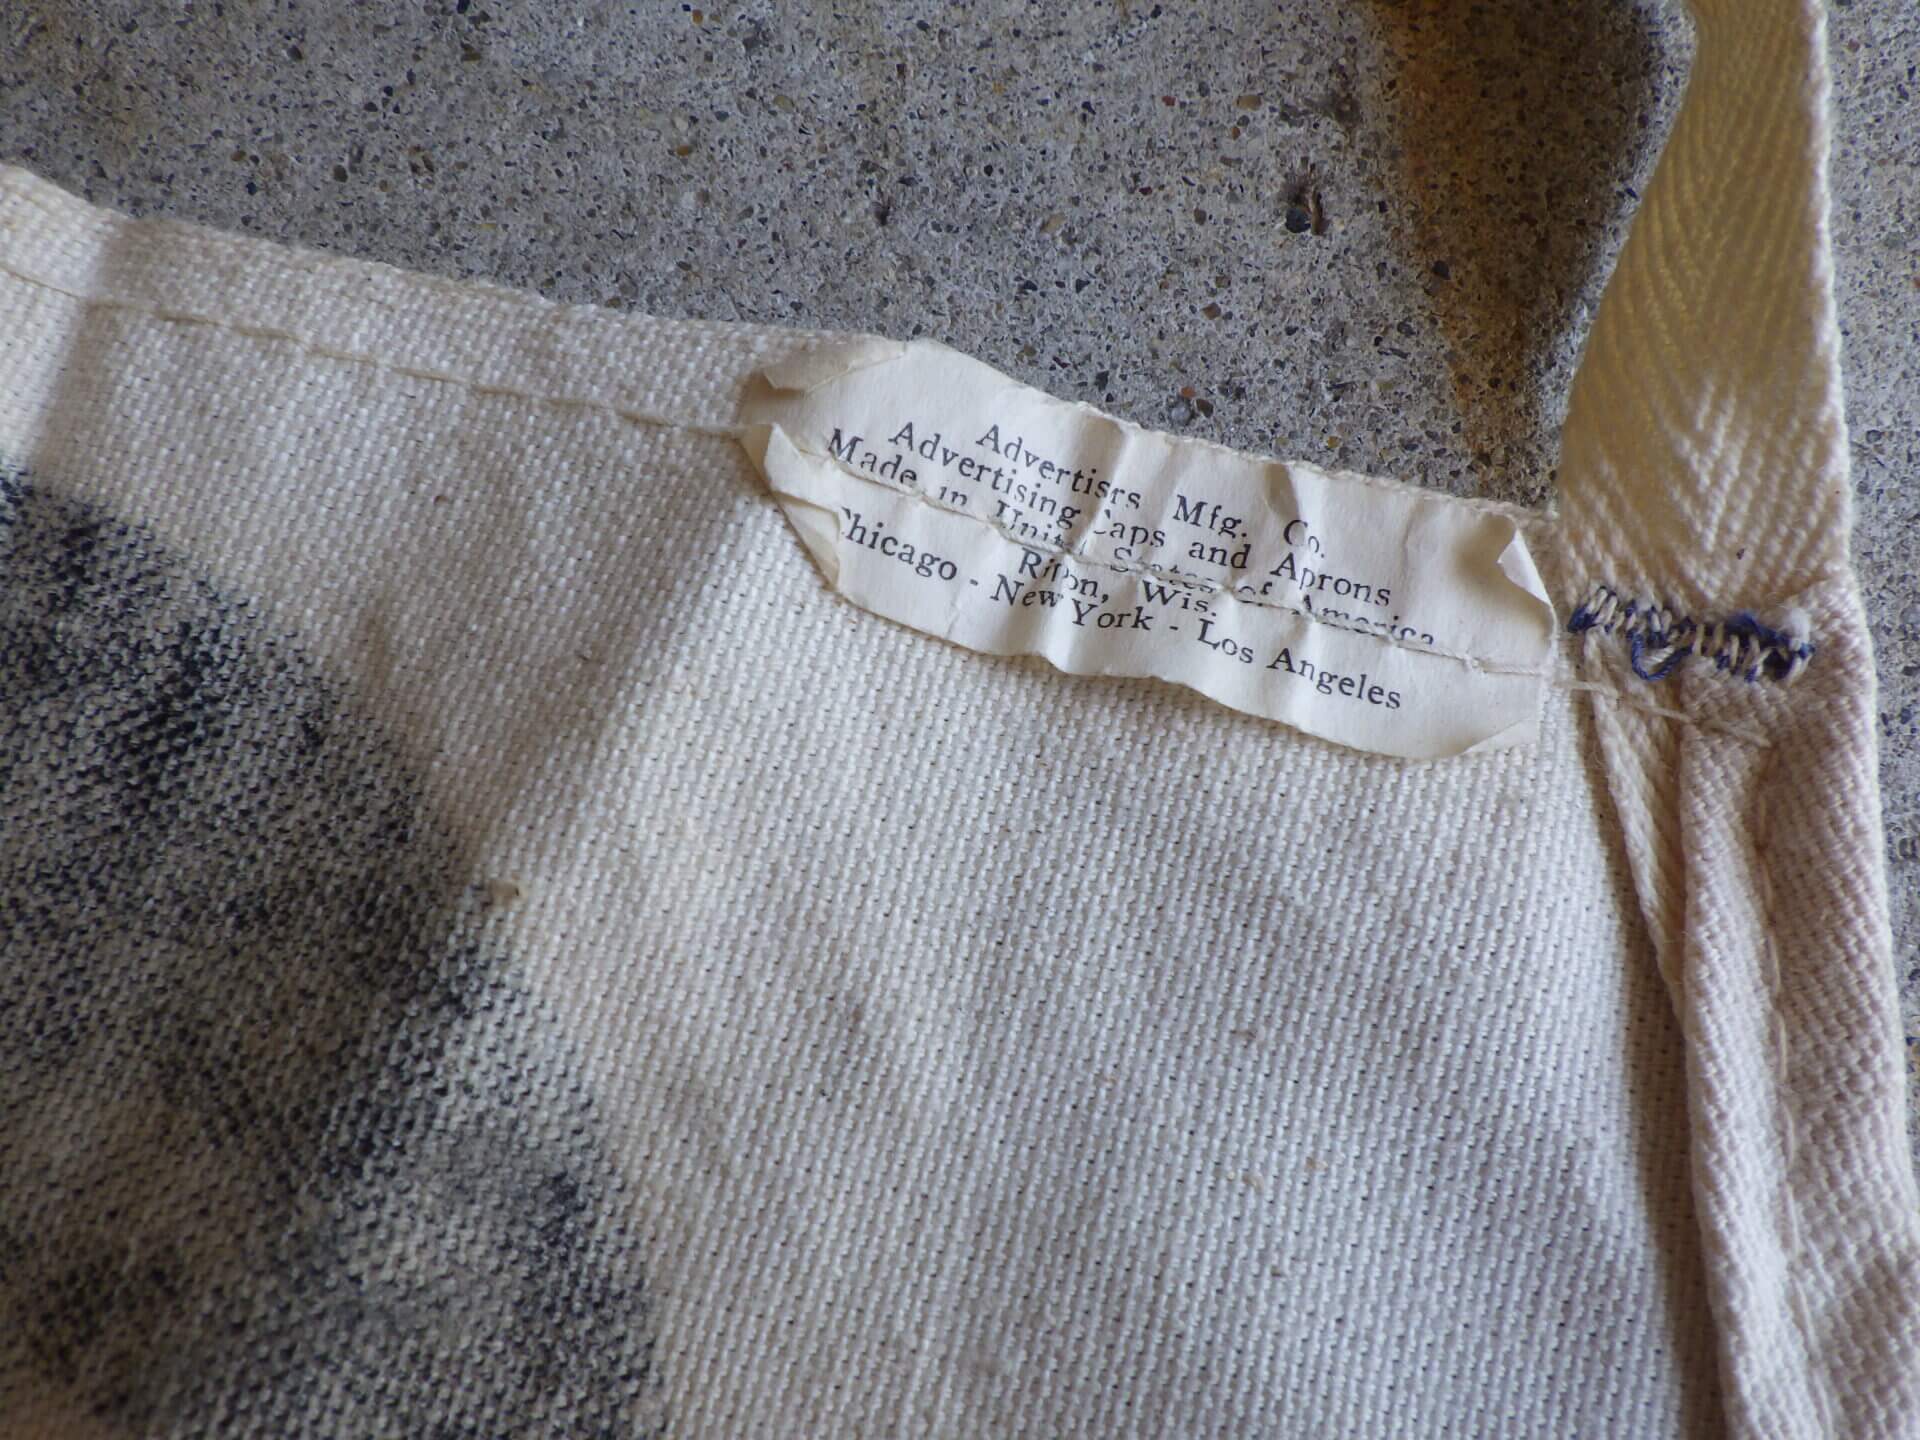 Advertisrs Mfg. Co.
Advertising Caps and Aprons
Made in United States of America
Ripon, Wis.
Chicago - New York - Los Angeles